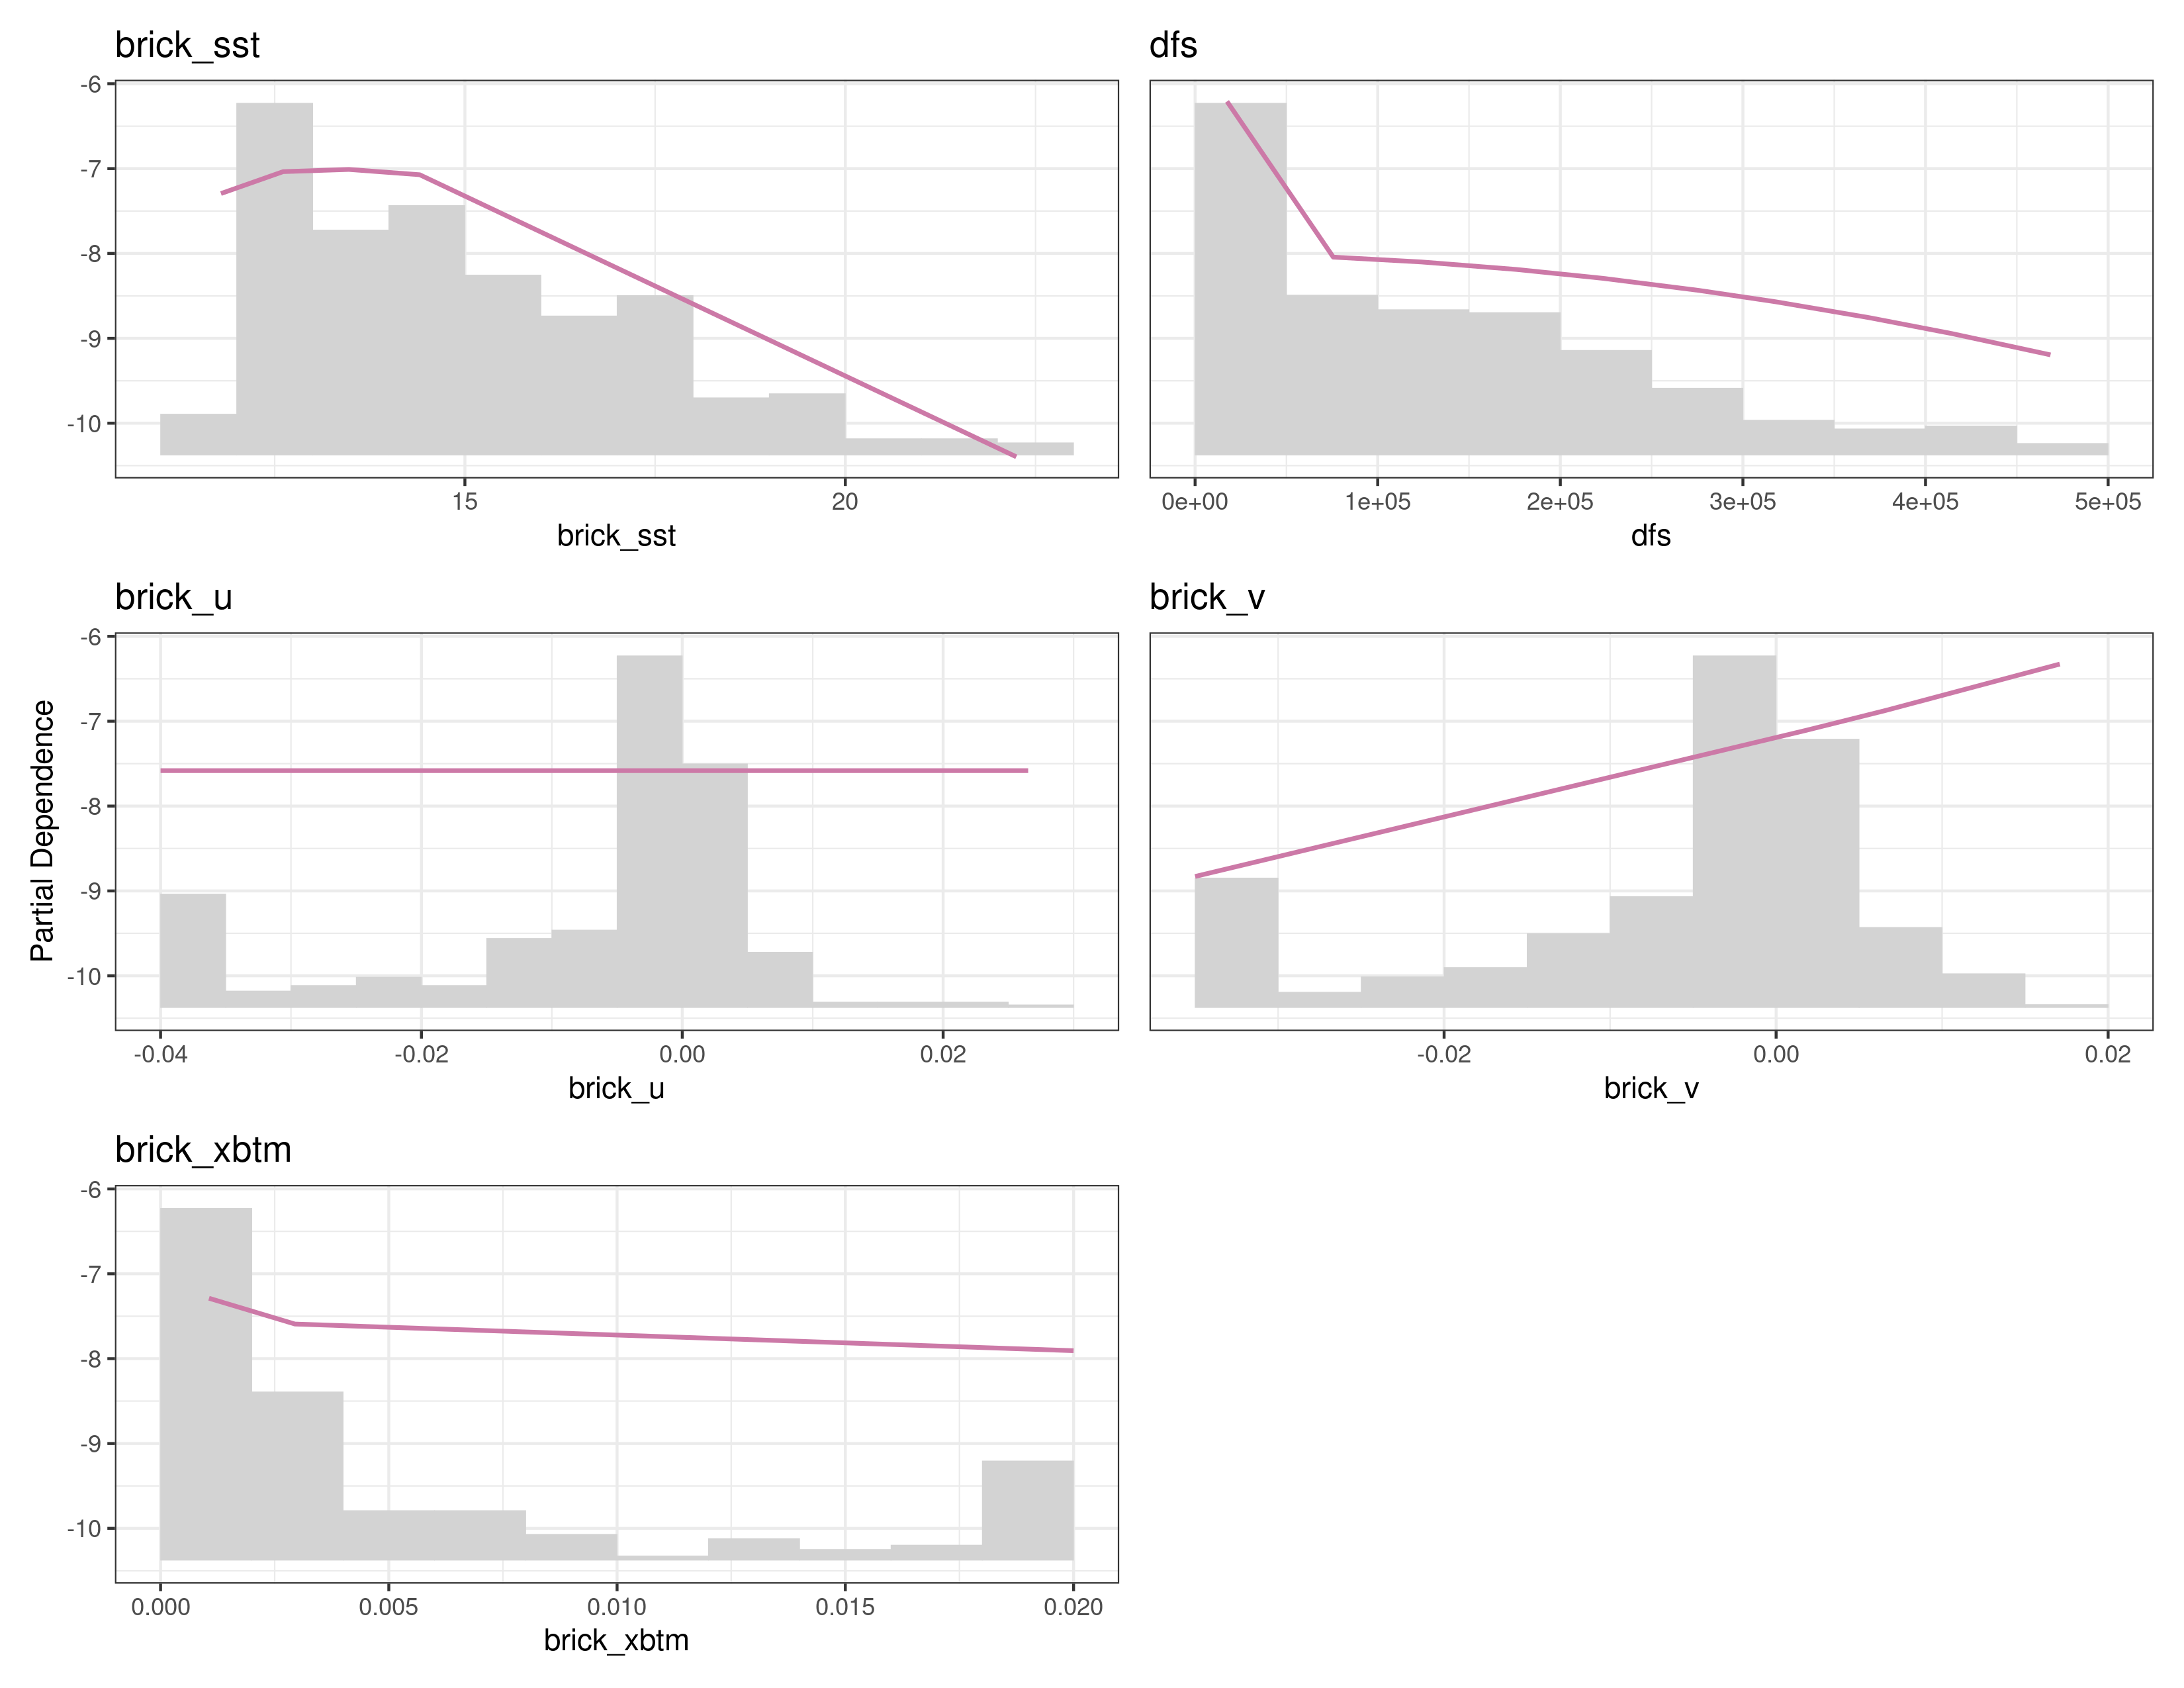 brick_sst
dfs
-6
-7
-8
-9
-10
15
20
0e+00
1e+05
2e+05
3e+05
4e+05
5e+05
brick_sst
dfs
brick_u
brick_v
Partial Dependence
-6
-7
-8
-9
-10
-0.04
-0.02
0.00
0.02
-0.02
0.00
0.02
brick_u
brick_v
brick_xbtm
-6
-7
-8
-9
-10
0.000
0.005
0.010
0.015
0.020
brick_xbtm